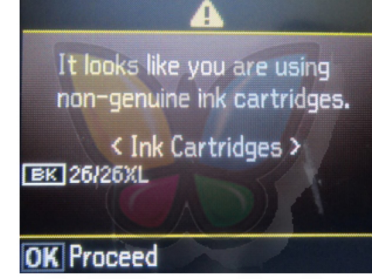 It looks like you are using
non-genuine ink cartridges.
< Ink Cartridges >
BK 26/26XL
OK Proceed